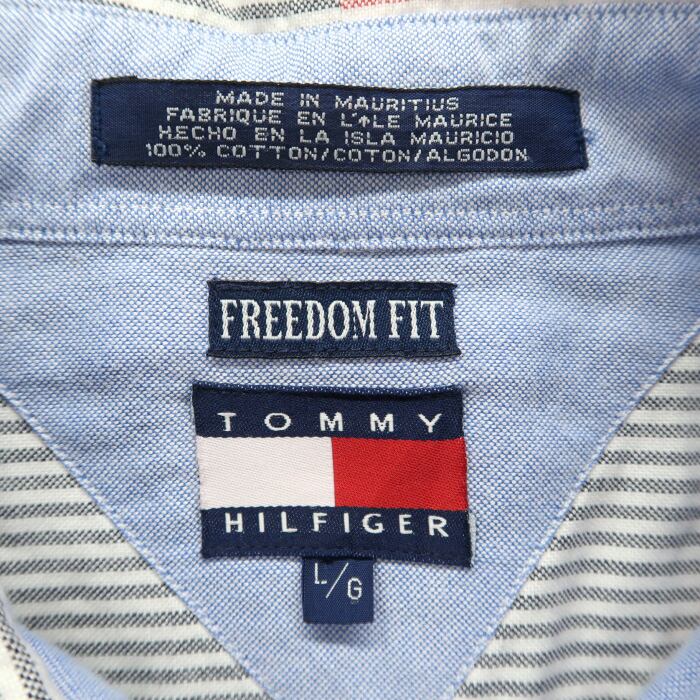 MADE IN MAURITIUS
FABRIQUE EN L'↑LE MAURICE
HECHO EN LA ISLA MAURICIO
100% COTTON/COTON/ALGODON
FREEDOM FIT
TOMMY
HILFIGER
L/G